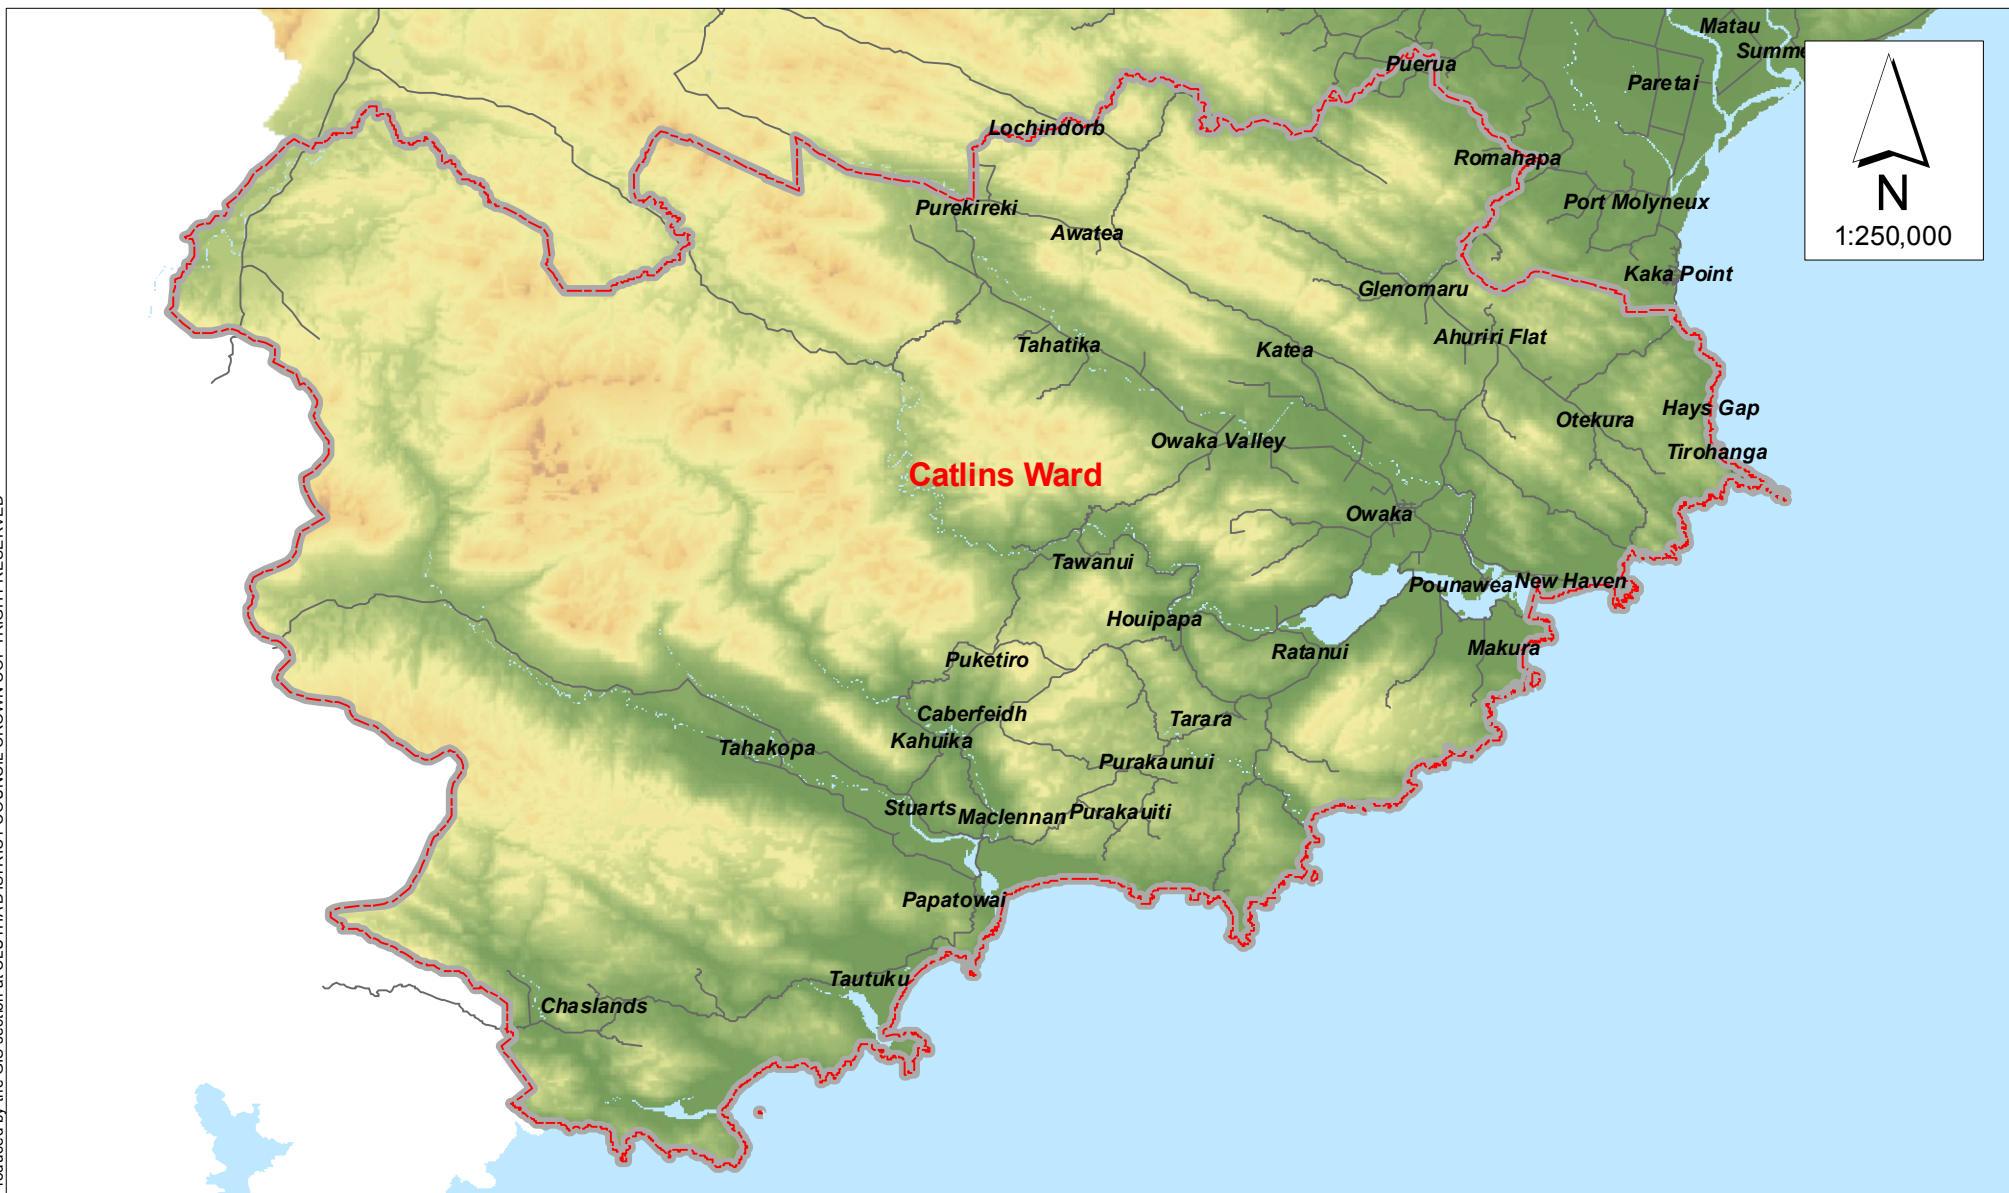 Matau
Summe
Puerua
Paretai
Lochindorb
Romahapa
N
1:250,000
Purekireki
Port Molyneux
Awatea
Kaka Point
Glenomaru
Tahatika
Katea
Ahuriri Flat
Hays Gap
Otekura
Owaka Valley
Tirohanga
Catlins Ward
Owaka
Tawanui
Pounawea
New Haven
Houipapa
Ratanui
Makura
Puketiro
Caberfeidh
Tarara
Kahuika
Tahakopa
Purakaunui
Stuarts
Maclennan
Purakauiti
Papatowai
Tautuku
Chaslands